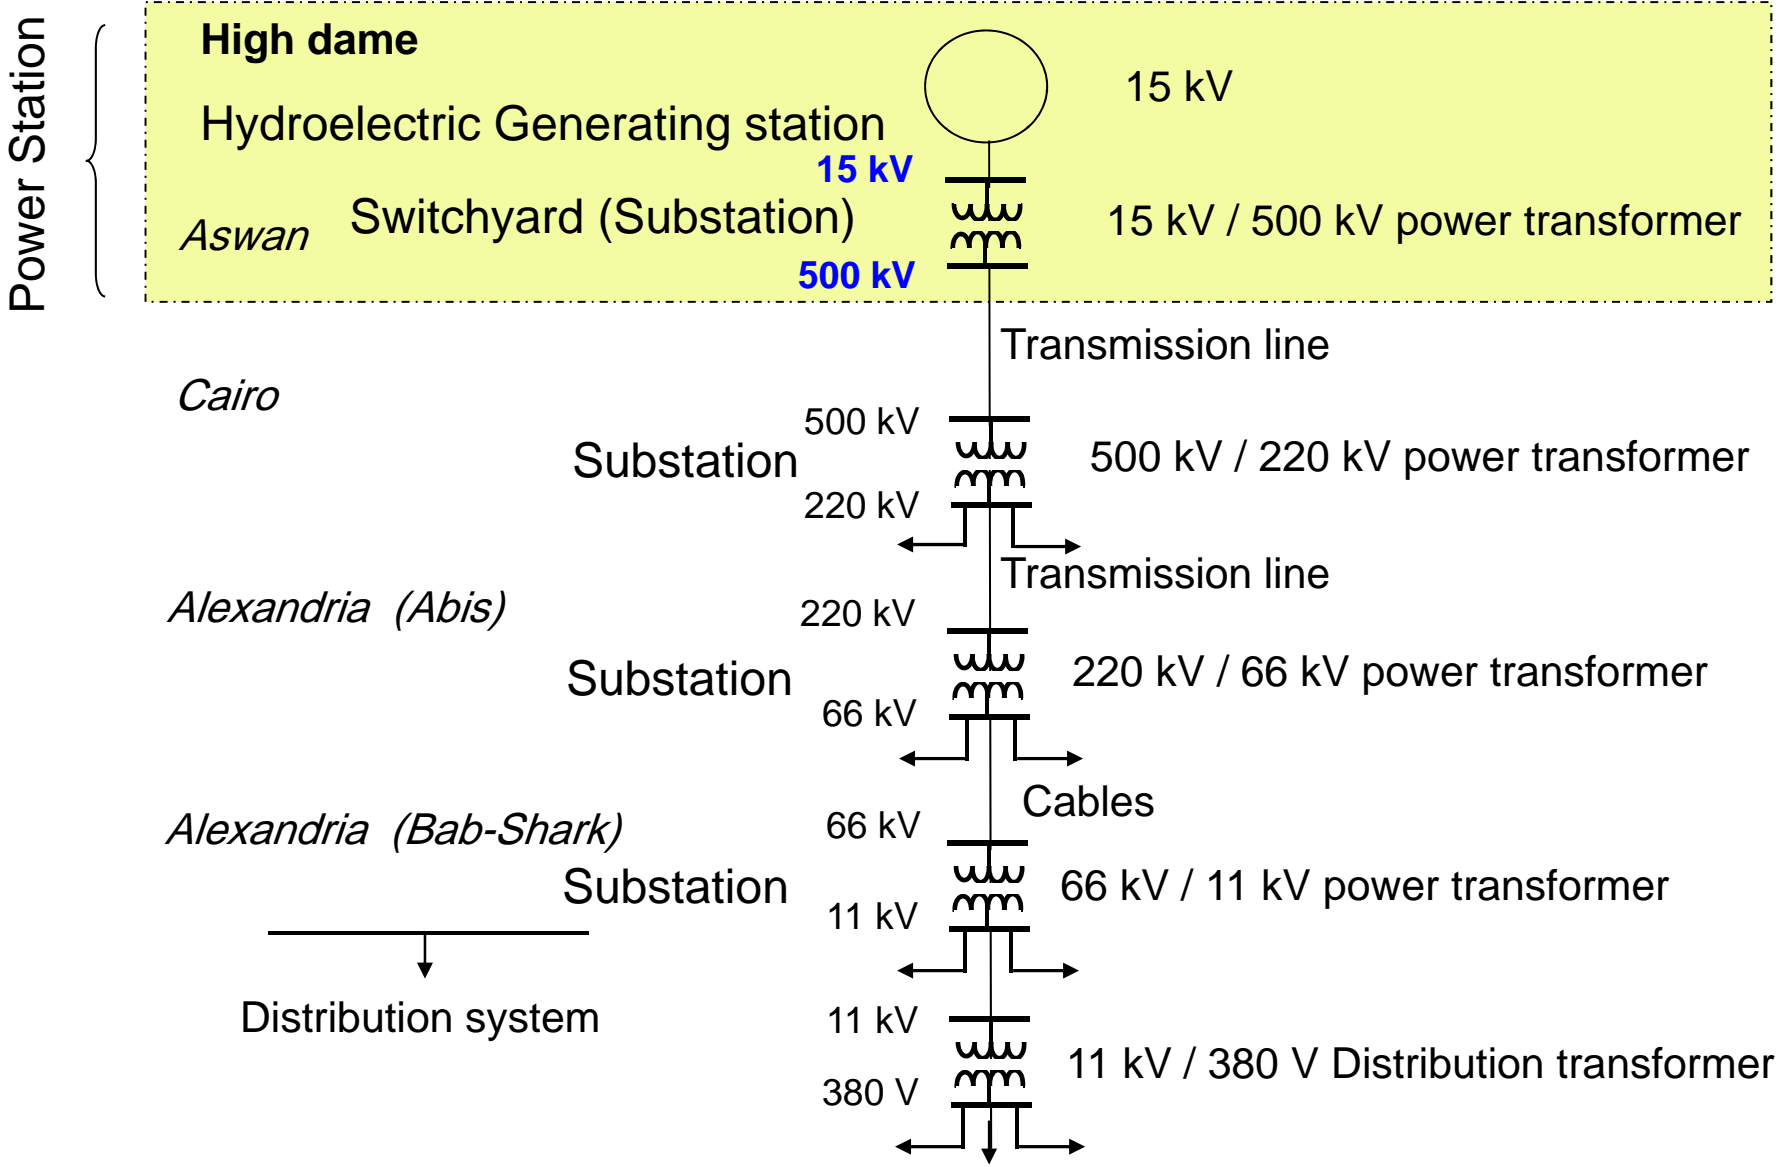 Power Station
High dame
15 kV
Hydroelectric Generating station
15 kV
Switchyard (Substation)
15 kV / 500 kV power transformer
Aswan
500 kV
Transmission line
Cairo
500 kV
Substation
500 kV / 220 kV power transformer
220 kV
Transmission line
Alexandria (Abis)
220 kV
Substation
220 kV / 66 kV power transformer
66 kV
Cables
Alexandria (Bab-Shark)
66 kV
Substation
66 kV / 11 kV power transformer
11 kV
Distribution system
11 kV
11 kV / 380 V Distribution transformer
380 V